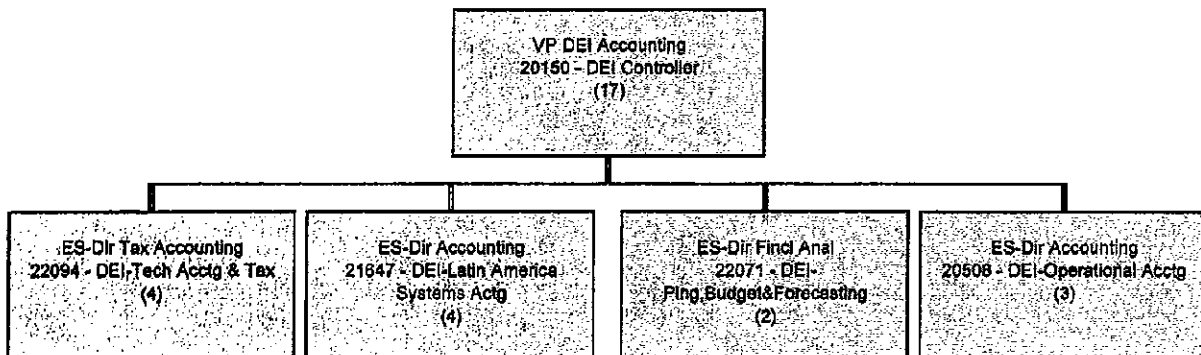 VP DEI Accounting
20150 - DEI Controller
(17)
ES-Dir Tax Accounting
22094 - DEI-Tech Acctg & Tax
(4)
ES-Dir Accounting
21647 - DEI-Latin America
Systems Actg
(4)
ES-Dir Fincl Anal
22071 - DEI-
Plng,Budget&Forecasting
(2)
ES-Dir Accounting
20508 - DEI-Operational Acctg
(3)